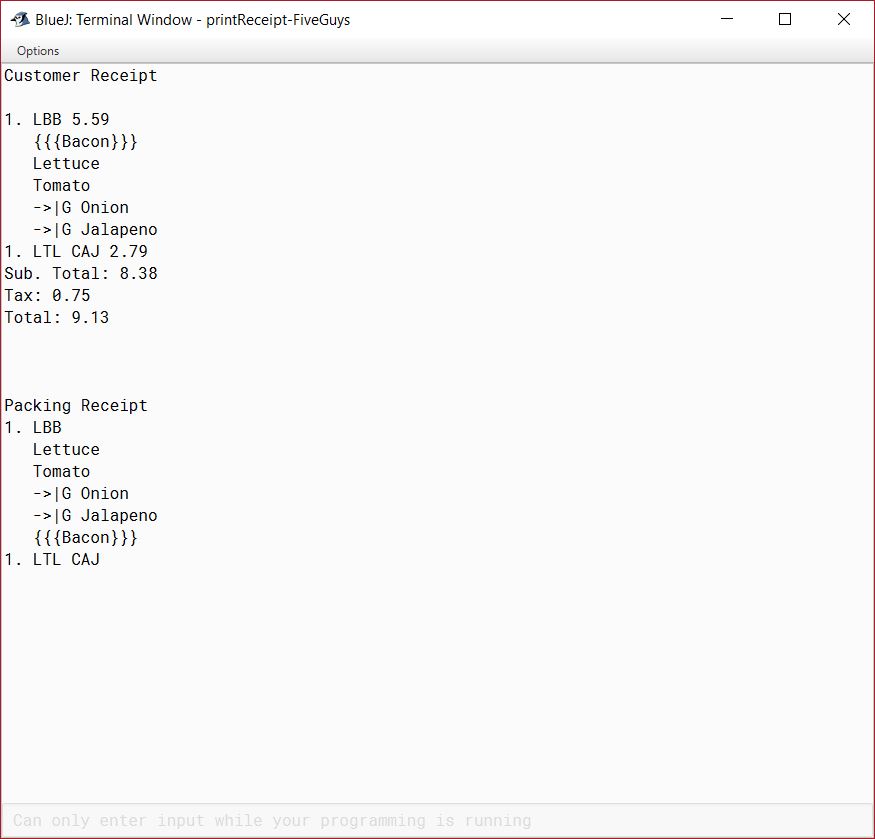 BlueJ: Terminal Window - printReceipt-FiveGuys
Options
Customer Receipt
1. LBB 5.59
{{{Bacon}}}
Lettuce
Tomato
->|G Onion
->|G Jalapeno
1. LTL CAJ 2.79
Sub. Total: 8.38
Tax: 0.75
Total: 9.13
Packing Receipt
1. LBB
Lettuce
Tomato
->|G Onion
->|G Jalapeno
{{{Bacon}}}
1. LTL CAJ
Can only enter input while your programming is running